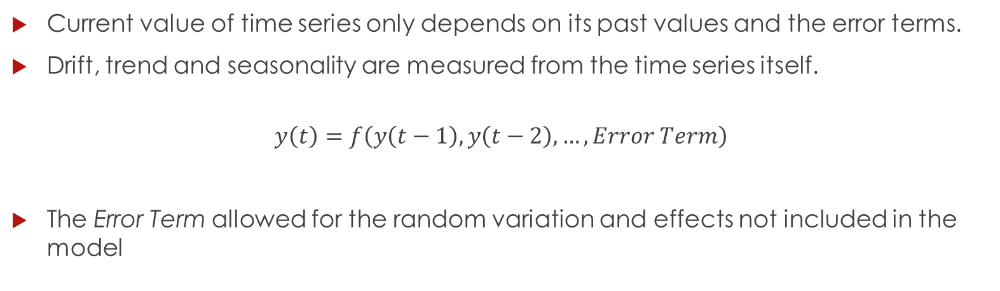 Current value of time series only depends on its past values and the error terms.
Drift, trend and seasonality are measured from the time series itself.
y(t) = f(y(t − 1), y(t − 2), …, Error Term)
The Error Term allowed for the random variation and effects not included in the
model